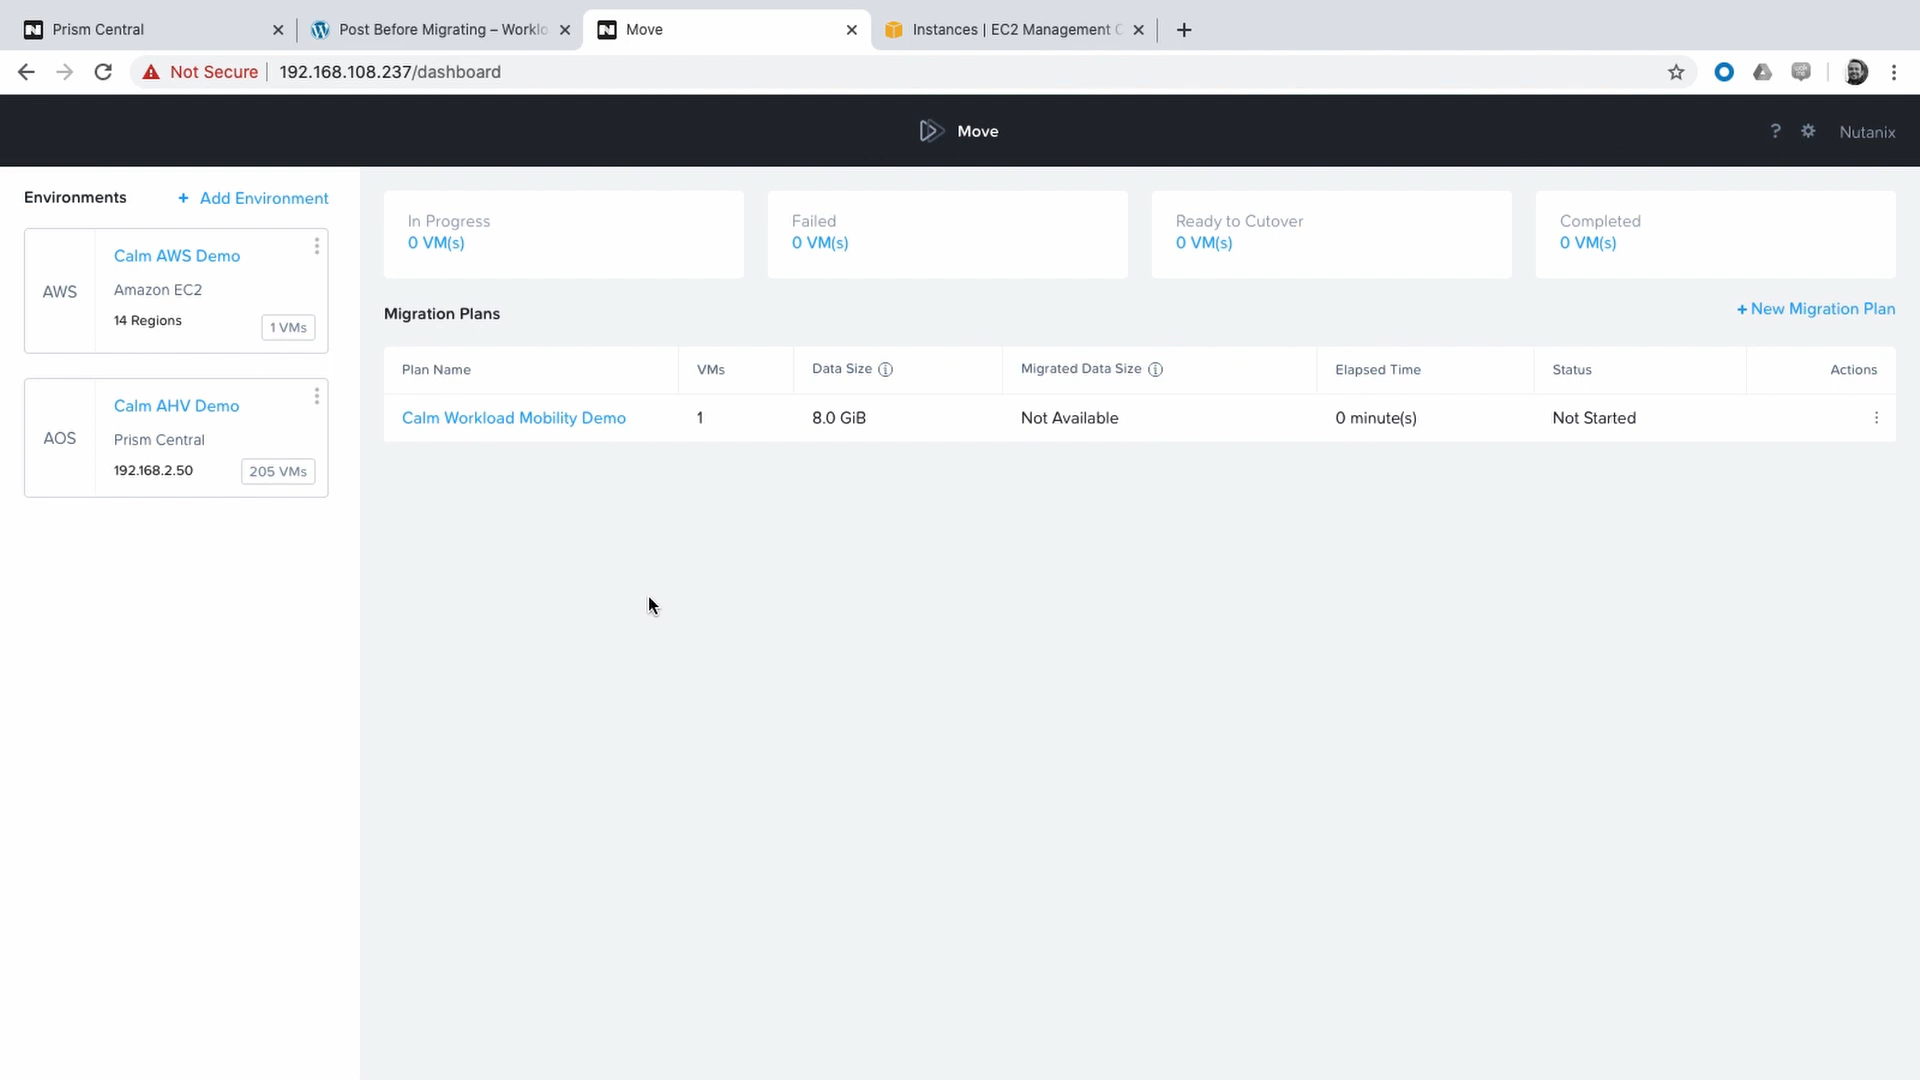 Prism Central
Post Before Migrating – Workl
Move
Instances | EC2 Management
Not Secure
192.168.108.237/dashboard
Move
?
Nutanix
Environments
+ Add Environment
AWS
Calm AWS Demo
Amazon EC2
14 Regions
1 VMs
AOS
Calm AHV Demo
Prism Central
192.168.2.50
205 VMs
In Progress
0 VM(s)
Failed
0 VM(s)
Ready to Cutover
0 VM(s)
Completed
0 VM(s)
Migration Plans
+ New Migration Plan
Plan Name
VMs
Data Size
Migrated Data Size
Elapsed Time
Status
Actions
Calm Workload Mobility Demo
1
8.0 GiB
Not Available
0 minute(s)
Not Started